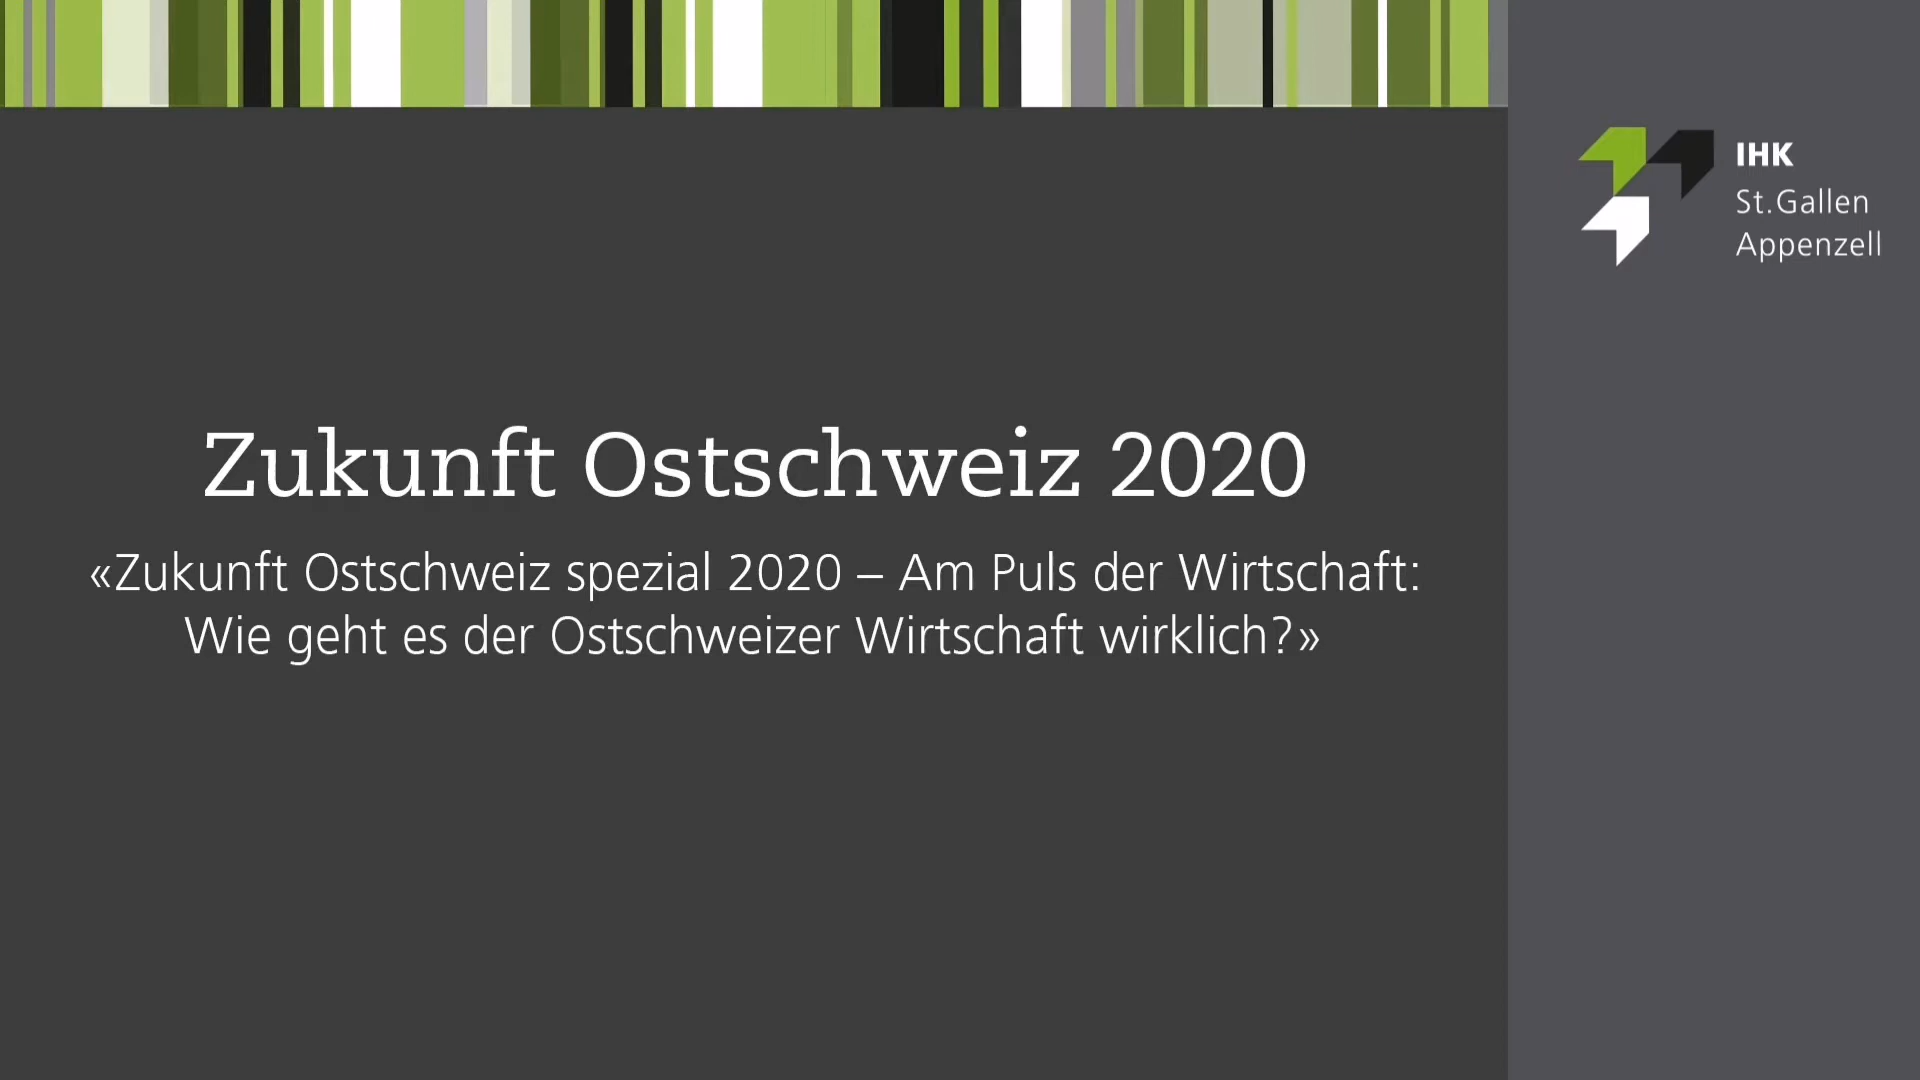 IHK
St.Gallen
Appenzell
Zukunft Ostschweiz 2020
«Zukunft Ostschweiz spezial 2020 – Am Puls der Wirtschaft:
Wie geht es der Ostschweizer Wirtschaft wirklich?»